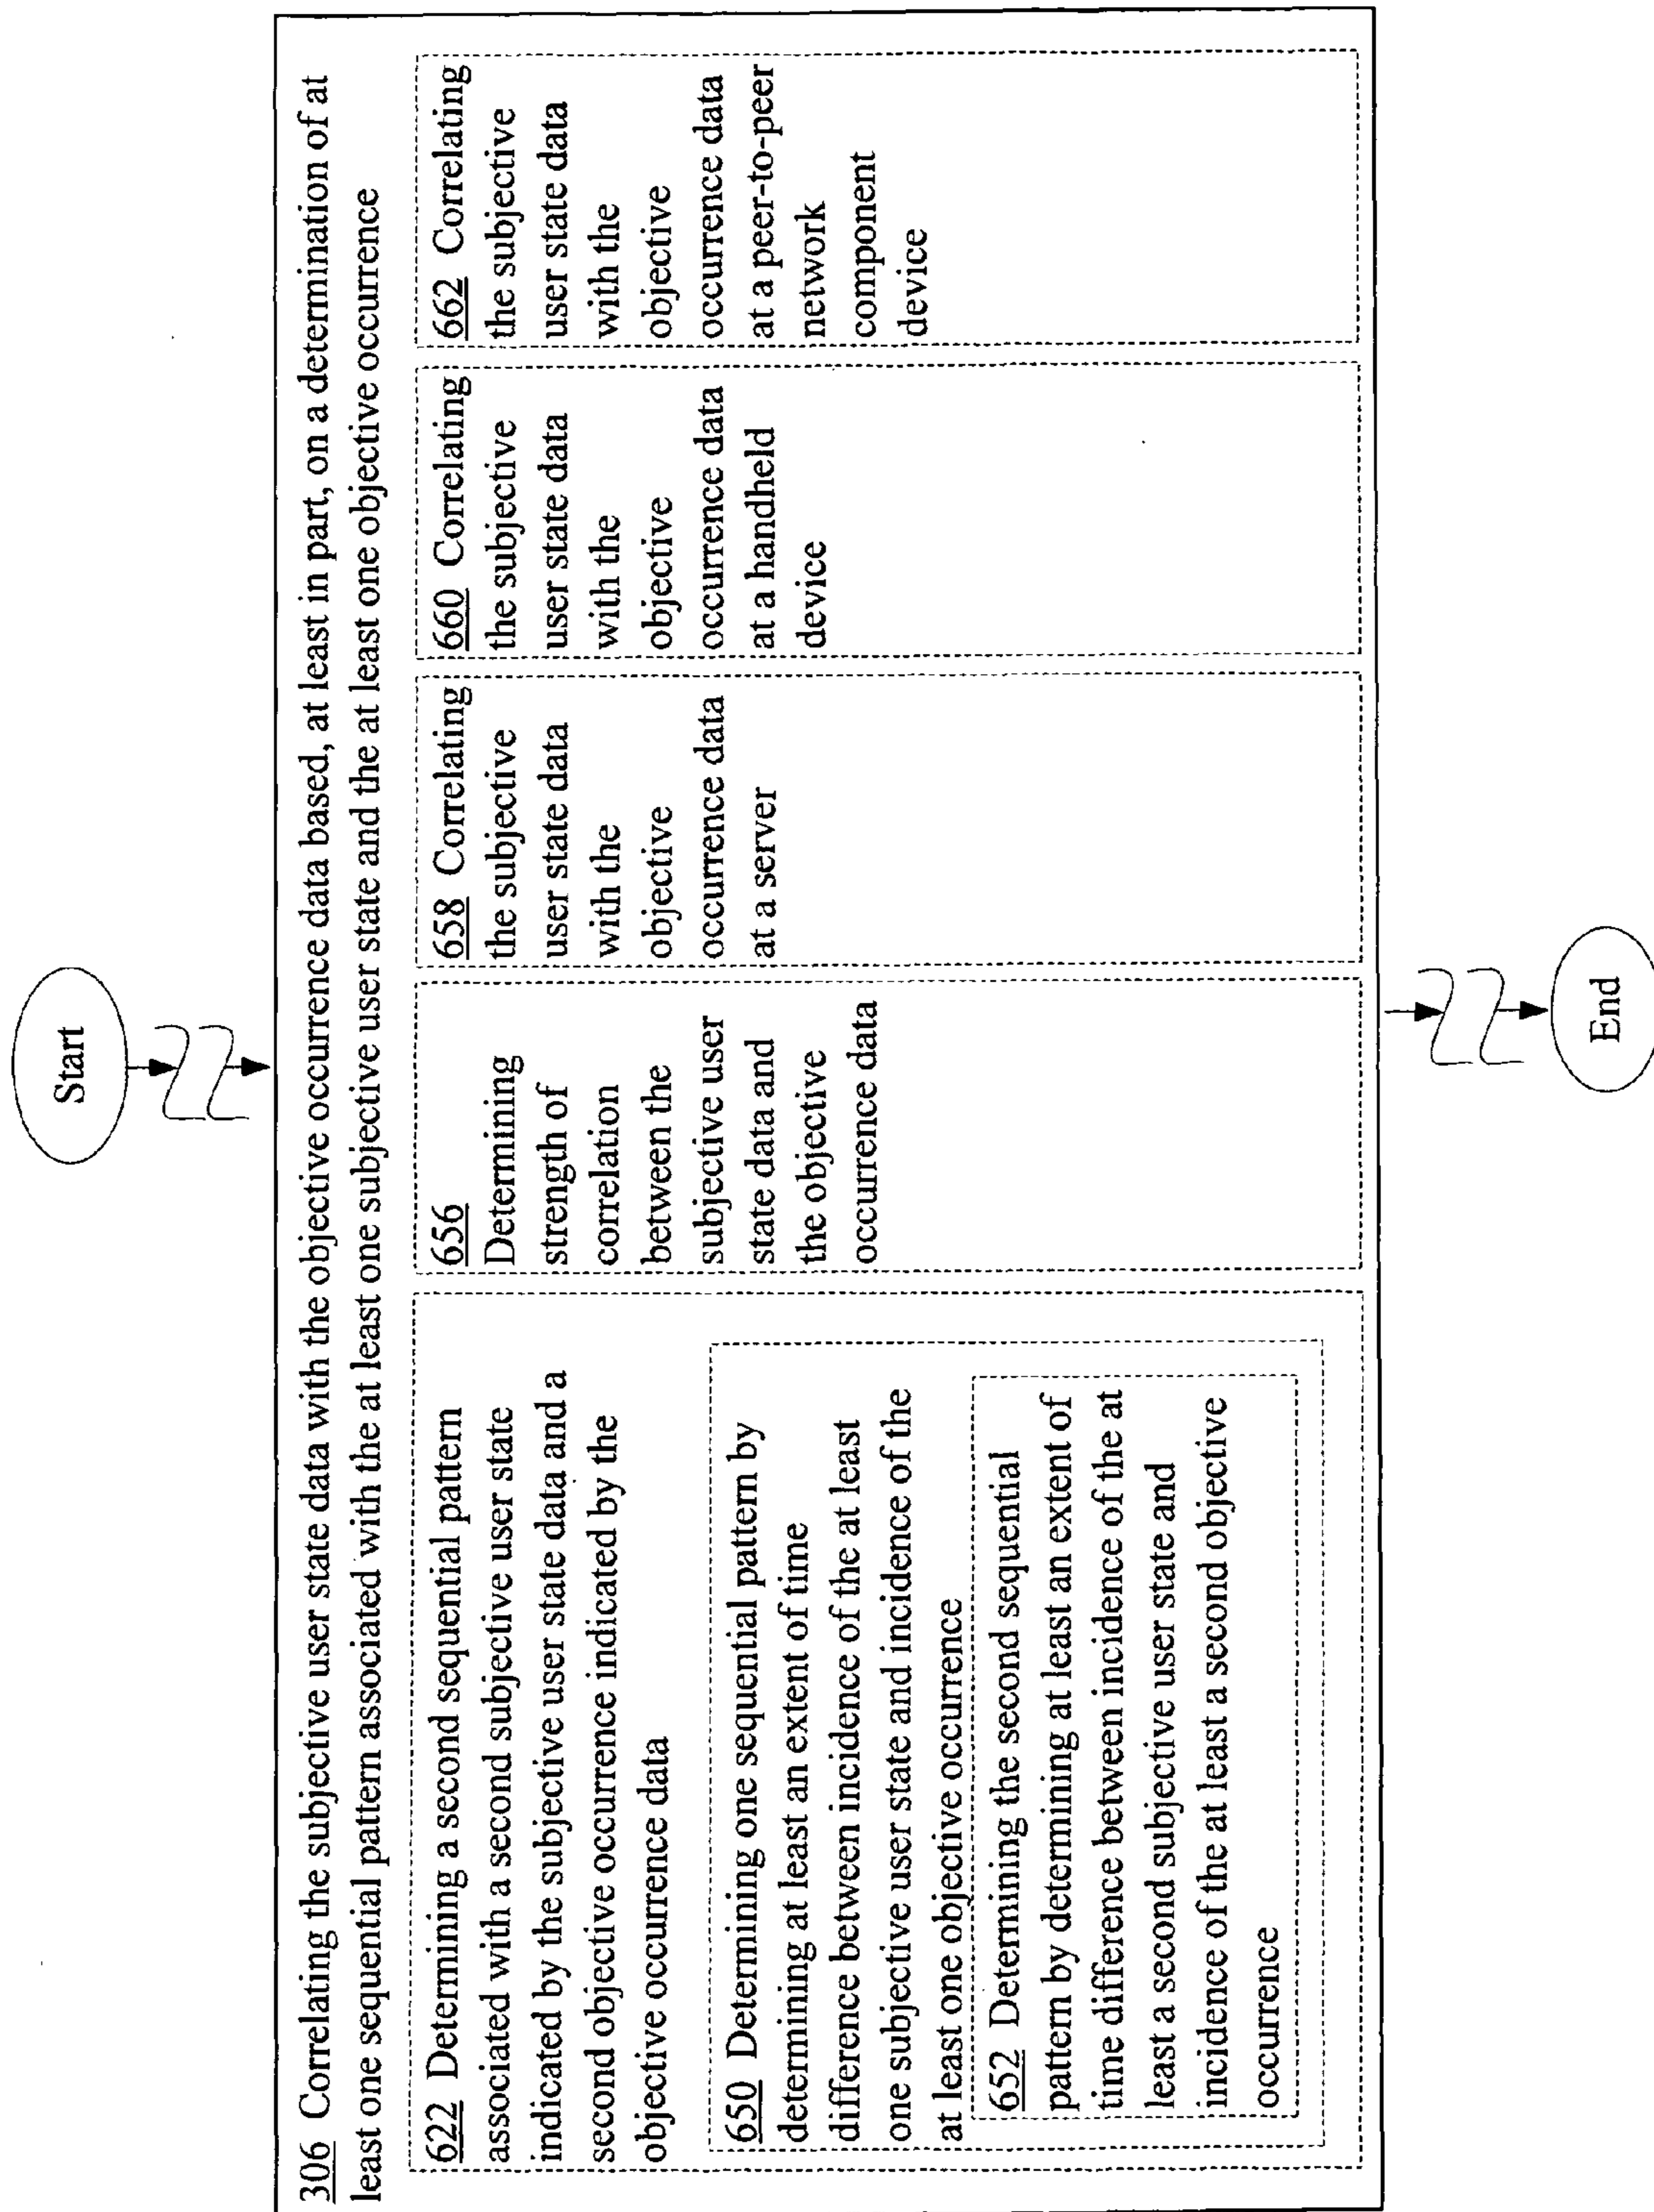 Start
306 Correlating the subjective user state data with the objective occurrence data based, at least in part, on a determination of at
least one sequential pattern associated with the at least one subjective user state and the at least one objective occurrence
622 Determining a second sequential pattern
associated with a second subjective user state
indicated by the subjective user state data and a
second objective occurrence indicated by the
objective occurrence data
650 Determining one sequential pattern by
determining at least an extent of time
difference between incidence of the at least
one subjective user state and incidence of the
at least one objective occurrence
652 Determining the second sequential
pattern by determining at least an extent of
time difference between incidence of the at
least a second subjective user state and
incidence of the at least a second objective
occurrence
656
Determining
strength of
correlation
between the
subjective user
state data and
the objective
occurrence data
658 Correlating
the subjective
user state data
with the
objective
occurrence data
at a server
660 Correlating
the subjective
user state data
with the
objective
occurrence data
at a handheld
device
662 Correlating
the subjective
user state data
with the
objective
occurrence data
at a peer-to-peer
network
component
device
End